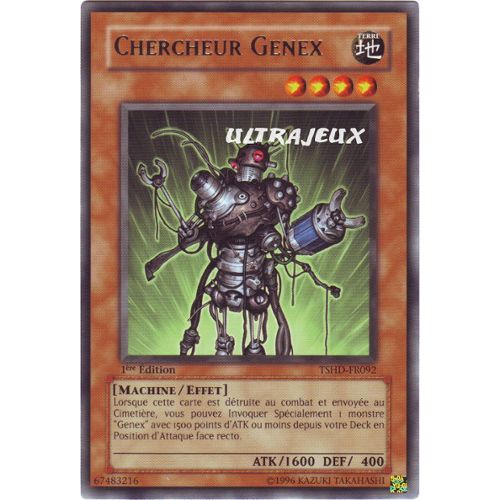 CHERCHEUR GENEX
TERRE
地
ULTRAJEUX
1ère Édition
TSHD-FR092
[MACHINE/EFFET]
Lorsque cette carte est détruite au combat et envoyée au
Cimetière, vous pouvez Invoquer Spécialement 1 monstre
"Genex" avec 1500 points d'ATK ou moins depuis votre Deck en
Position d'Attaque face recto.
ATK/1600 DEF/ 400
67483216
©1996 KAZUKI TAKAHASHI